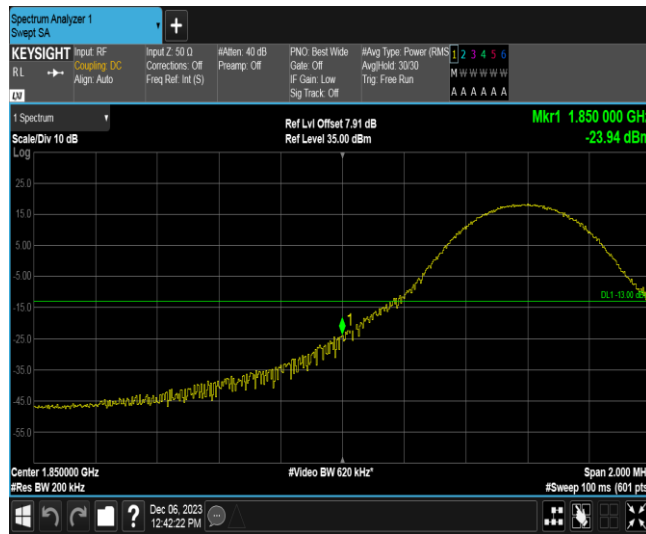 Spectrum Analyzer 1
Swept SA
KEYSIGHT
RL
LXI
Input: RF
Coupling: DC
Align: Auto
Input Z: 50 Ω
Corrections: Off
Freq Ref: Int (S)
#Atten: 40 dB
Preamp: Off
PNO: Best Wide
Gate: Off
IF Gain: Low
Sig Track: Off
#Avg Type: Power (RMS
Avg|Hold: 30/30
Trig: Free Run
1 2 3 4 5 6
M W W W W W
A A A A A A
1 Spectrum
Scale/Div 10 dB
Log
Ref Lvl Offset 7.91 dB
Ref Level 35.00 dBm
Mkr1 1.850 000 GHz
-23.94 dBm
25.0
15.0
5.00
-5.00
-15.0
-25.0
-35.0
-45.0
-55.0
1
DL1 -13.00 dB
Center 1.850000 GHz
#Res BW 200 kHz
#Video BW 620 kHz*
Span 2.000 MH
#Sweep 100 ms (601 pts
Dec 06, 2023
12:42:22 PM